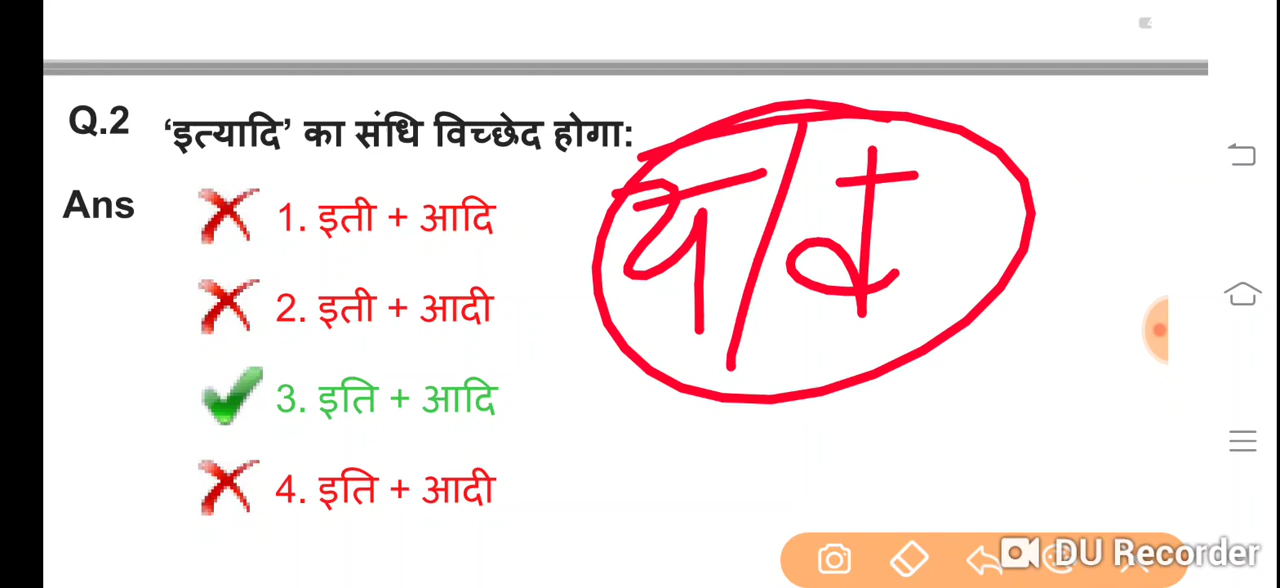 Q.2 ‘इत्यादि’ का संधि विच्छेद होगा:
Ans
1. इती + आदि
2. इती + आदी
3. इति + आदि
4. इति + आदी
य/व
DU Recorder